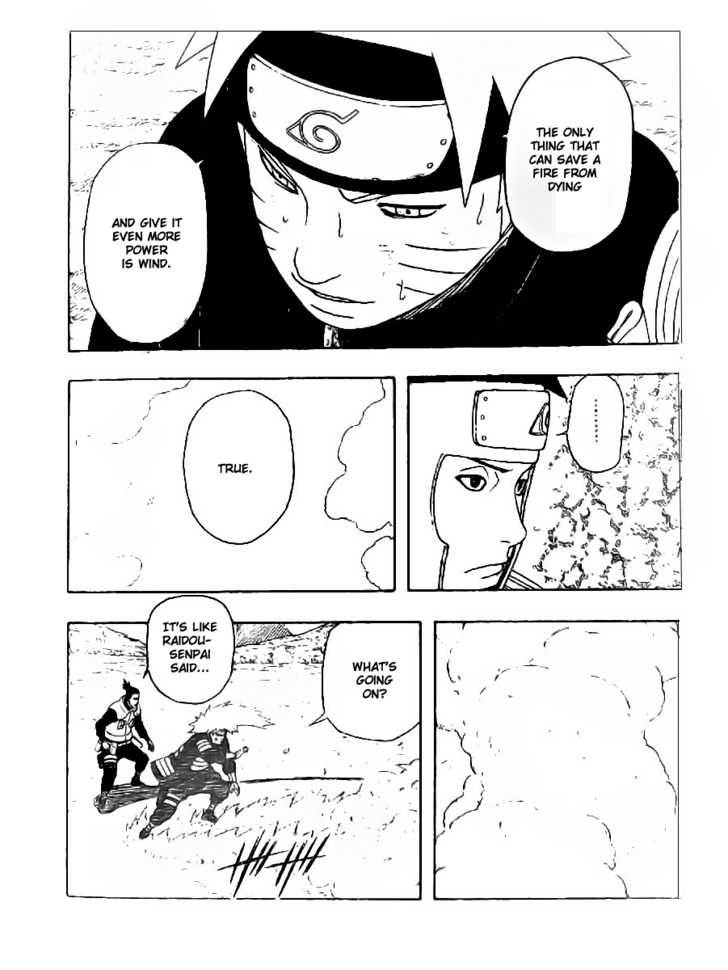 THE ONLY
THING THAT
CAN SAVE A
FIRE FROM
DYING
AND GIVE IT
EVEN MORE
POWER
IS WIND.
.........
TRUE.
WHAT'S
GOING
ON?
IT'S LIKE
RAIDOU-
SENPAI
SAID...